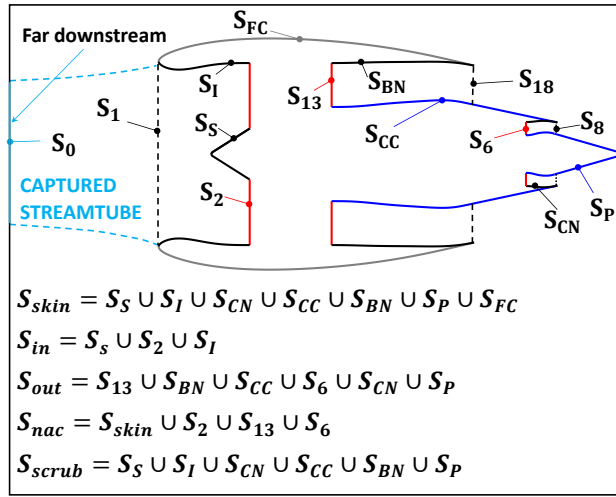 S_FC
Far downstream
S_I
S_BN
S_13
S_18
S_1
S_S
S_CC
S_6
S_8
S_0
CAPTURED
STREAMTUBE
S_2
S_P
S_CN
S_skin = S_S ∪ S_I ∪ S_CN ∪ S_CC ∪ S_BN ∪ S_P ∪ S_FC
S_in = S_s ∪ S_2 ∪ S_I
S_out = S_13 ∪ S_BN ∪ S_CC ∪ S_6 ∪ S_CN ∪ S_P
S_nac = S_skin ∪ S_2 ∪ S_13 ∪ S_6
S_scrub = S_S ∪ S_I ∪ S_CN ∪ S_CC ∪ S_BN ∪ S_P